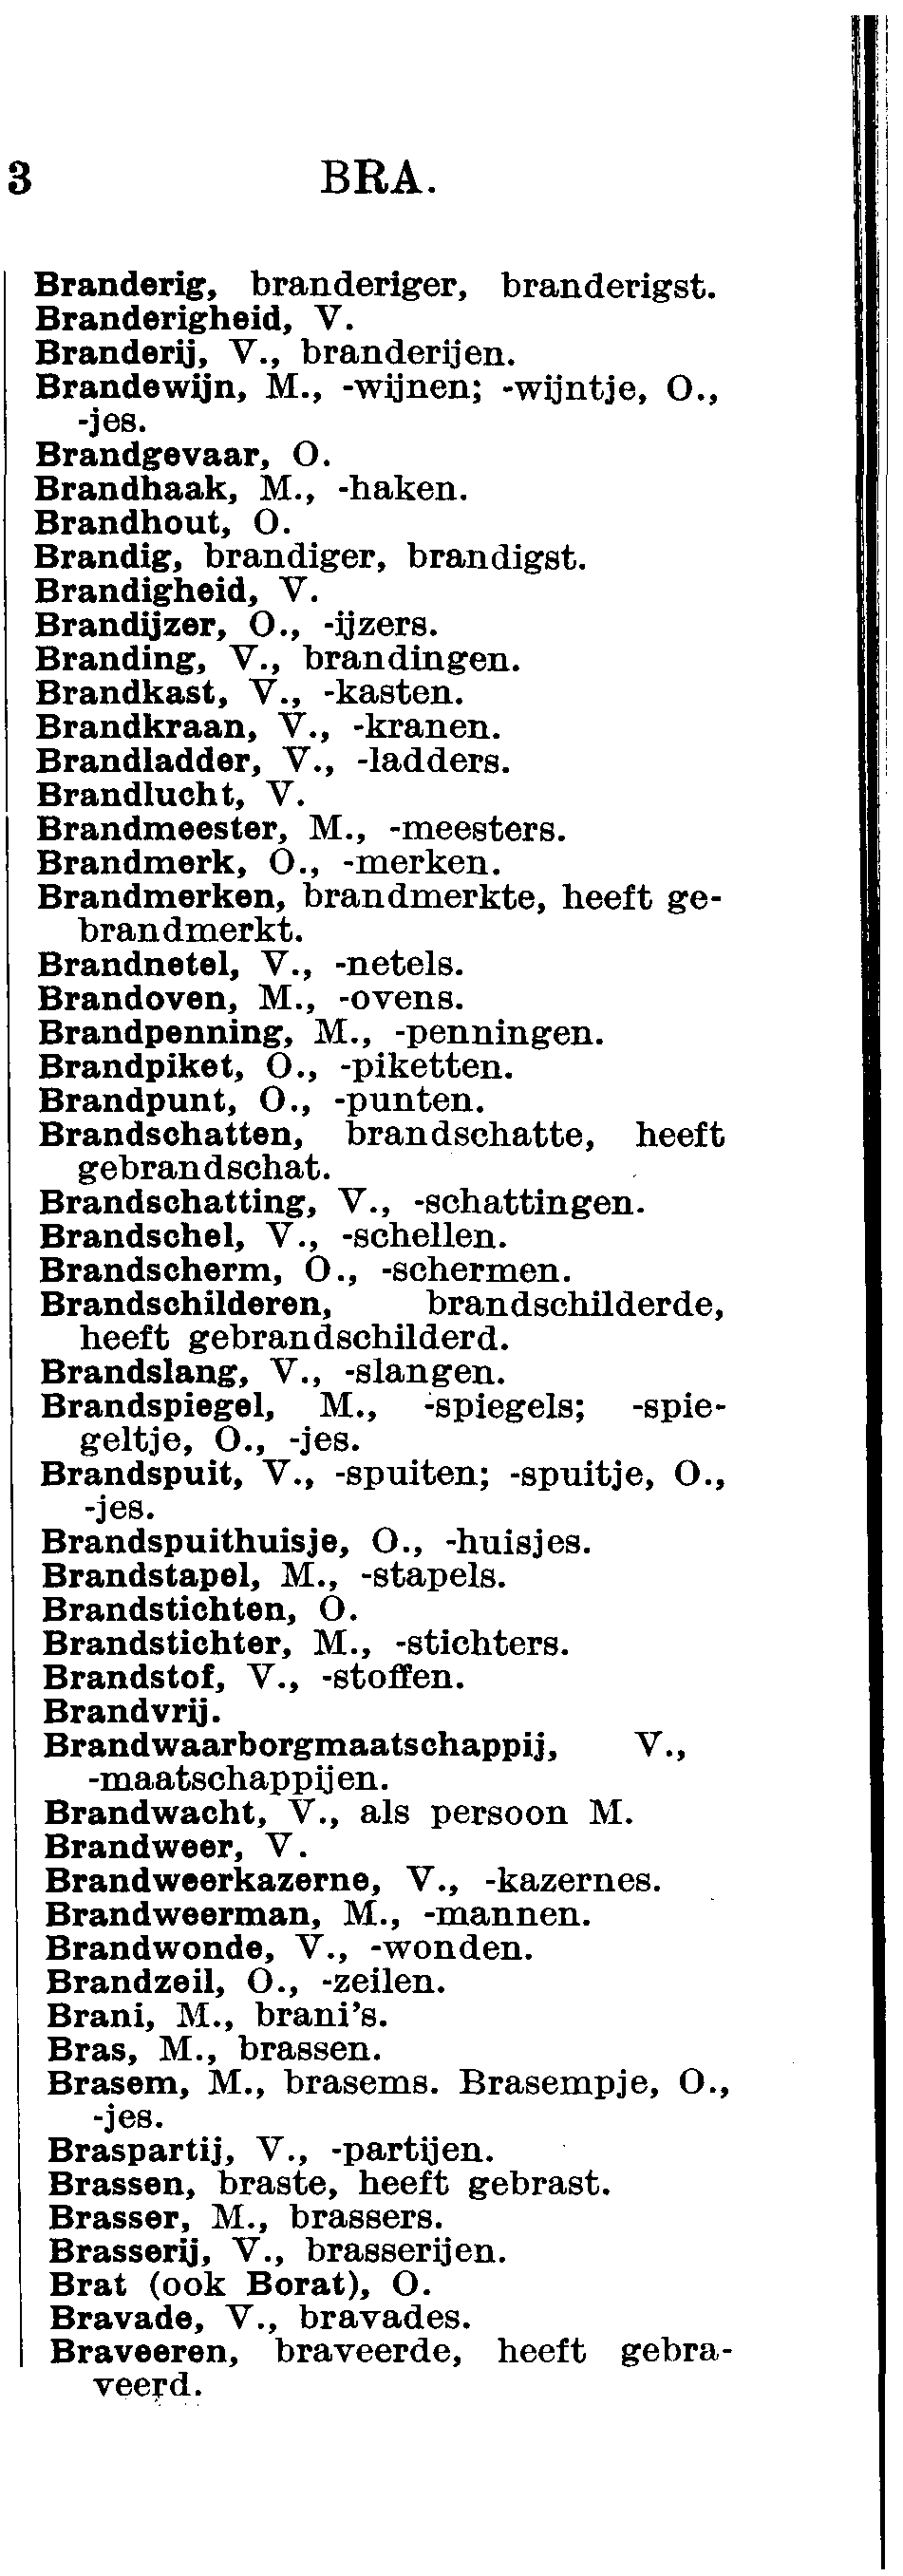 3 BRA.
Branderig, branderiger, branderigst.
Branderigheid, V.
Branderij, V., branderijen.
Brandewijn, M., -wijnen; -wijntje, O.,
-jes.
Brandgevaar, O.
Brandhaak, M., -haken.
Brandhout, O.
Brandig, brandiger, brandigst.
Brandigheid, V.
Brandijzer, O., -ijzers.
Branding, V., brandingen.
Brandkast, V., -kasten.
Brandkraan, V., -kranen.
Brandladder, V., -ladders.
Brandlucht, V.
Brandmeester, M., -meesters.
Brandmerk, O., -merken.
Brandmerken, brandmerkte, heeft ge-
brandmerkt.
Brandnetel, V., -netels.
Brandoven, M., -ovens.
Brandpenning, M., -penningen.
Brandpiket, O., -piketten.
Brandpunt, O., -punten.
Brandschatten, brandschatte, heeft
gebrandschat.
Brandschatting, V., -schattingen.
Brandschel, V., -schellen.
Brandscherm, O., -schermen.
Brandschilderen, brandschilderde,
heeft gebrandschilderd.
Brandslang, V., -slangen.
Brandspiegel, M., -spiegels; -spie-
geltje, O., -jes.
Brandspuit, V., -spuiten; -spuitje, O.,
-jes.
Brandspuithuisje, O., -huisjes.
Brandstapel, M., -stapels.
Brandstichten, O.
Brandstichter, M., -stichters.
Brandstof, V., -stoffen.
Brandvrij.
Brandwaarborgmaatschappij, V.,
-maatschappijen.
Brandwacht, V., als persoon M.
Brandweer, V.
Brandweerkazerne, V., -kazernes.
Brandweerman, M., -mannen.
Brandwonde, V., -wonden.
Brandzeil, O., -zeilen.
Brani, M., brani's.
Bras, M., brassen.
Brasem, M., brasems. Brasempje, O.,
-jes.
Braspartij, V., -partijen.
Brassen, braste, heeft gebrast.
Brasser, M., brassers.
Brasserij, V., brasserijen.
Brat (ook Borat), O.
Bravade, V., bravades.
Braveeren, braveerde, heeft gebra-
veerd.